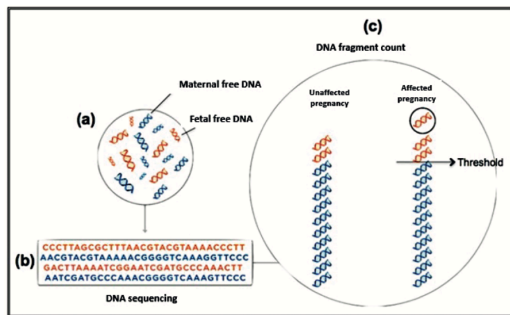 (c)
DNA fragment count
Maternal free DNA
Unaffected
pregnancy
Affected
pregnancy
(a)
Fetal free DNA
Threshold
(b)
CCCTTAGCGCTTTAACGTACGTAAAACCCTT
AACGTACGTAAAAACGGGGTCAAAGGTTCCC
GACTTAAAATCGGAATCGATGCCCAAACTT
AATCGATGCCCAAACGGGGTCAAAGTTCCC
DNA sequencing